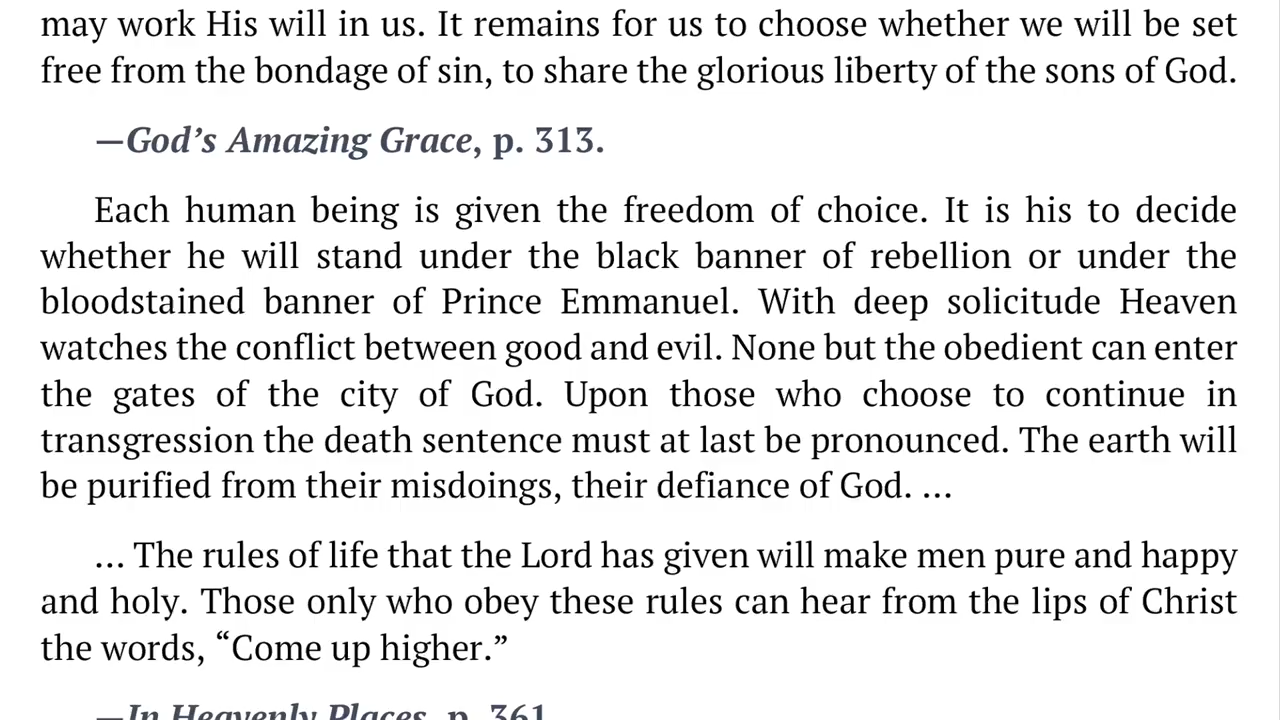 may work His will in us. It remains for us to choose whether we will be set
free from the bondage of sin, to share the glorious liberty of the sons of God.
—God’s Amazing Grace, p. 313.
Each human being is given the freedom of choice. It is his to decide
whether he will stand under the black banner of rebellion or under the
bloodstained banner of Prince Emmanuel. With deep solicitude Heaven
watches the conflict between good and evil. None but the obedient can enter
the gates of the city of God. Upon those who choose to continue in
transgression the death sentence must at last be pronounced. The earth will
be purified from their misdoings, their defiance of God. …
… The rules of life that the Lord has given will make men pure and happy
and holy. Those only who obey these rules can hear from the lips of Christ
the words, “Come up higher.”
—In Heavenly Places, p. 361